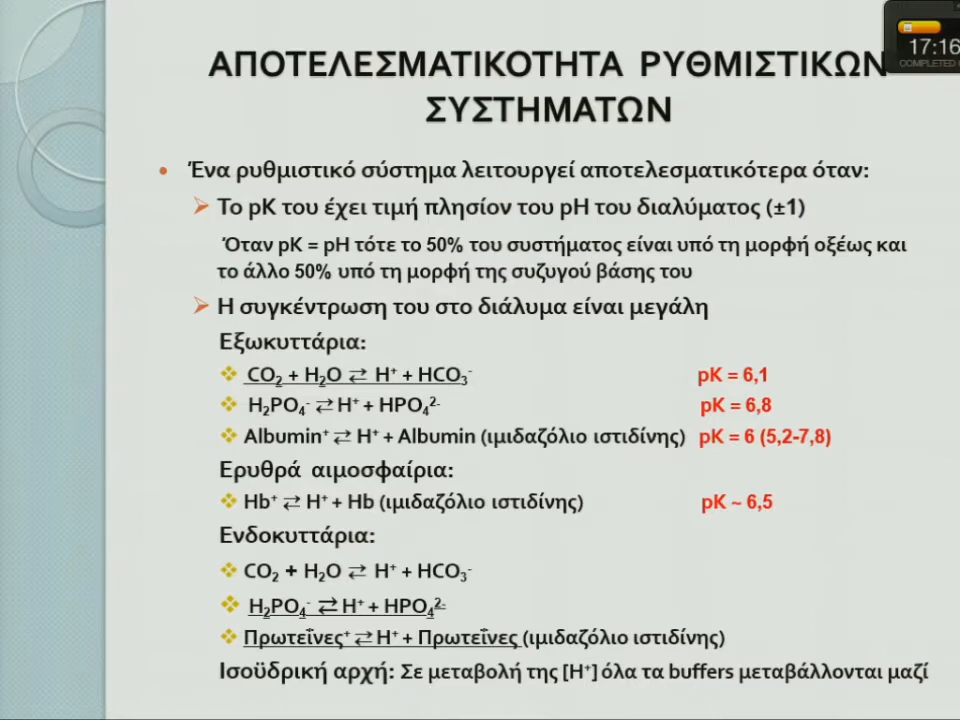 17:16
COMPLETED
ΑΠΟΤΕΛΕΣΜΑΤΙΚΟΤΗΤΑ ΡΥΘΜΙΣΤΙΚΩΝ
ΣΥΣΤΗΜΑΤΩΝ
• Ένα ρυθμιστικό σύστημα λειτουργεί αποτελεσματικότερα όταν:
➢ Το pK του έχει τιμή πλησίον του pH του διαλύματος (±1)
Όταν pK = pH τότε το 50% του συστήματος είναι υπό τη μορφή οξέως και
το άλλο 50% υπό τη μορφή της συζυγού βάσης του
➢ Η συγκέντρωση του στο διάλυμα είναι μεγάλη
Εξωκυττάρια:
❖ CO₂ + H₂O ⇄ H⁺ + HCO₃⁻ pK = 6,1
❖ H₂PO₄⁻ ⇄ H⁺ + HPO₄²⁻ pK = 6,8
❖ Albumin⁺ ⇄ H⁺ + Albumin (ιμιδαζόλιο ιστιδίνης) pK = 6 (5,2-7,8)
Ερυθρά αιμοσφαίρια:
❖ Hb⁺ ⇄ H⁺ + Hb (ιμιδαζόλιο ιστιδίνης) pK ~ 6,5
Ενδοκυττάρια:
❖ CO₂ + H₂O ⇄ H⁺ + HCO₃⁻
❖ H₂PO₄⁻ ⇄ H⁺ + HPO₄²⁻
❖ Πρωτεΐνες⁺ ⇄ H⁺ + Πρωτεΐνες (ιμιδαζόλιο ιστιδίνης)
Ισοϋδρική αρχή: Σε μεταβολή της [H⁺] όλα τα buffers μεταβάλλονται μαζί